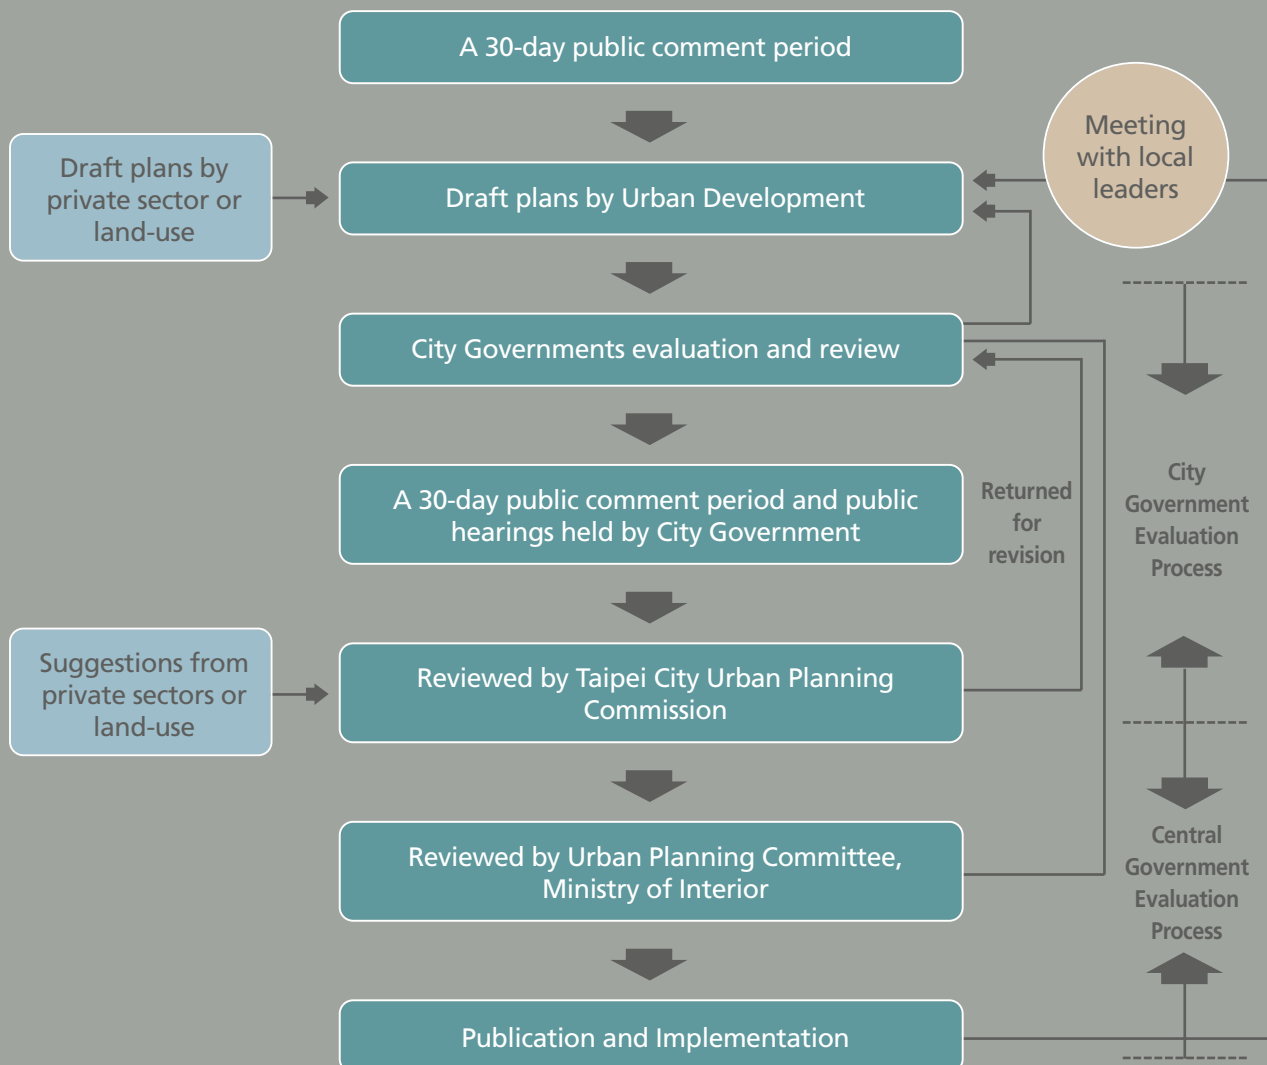 A 30-day public comment period
Meeting
with local
leaders
Draft plans by
private sector or
land-use
Draft plans by Urban Development
City Governments evaluation and review
A 30-day public comment period and public
hearings held by City Government
Returned
for
revision
City
Government
Evaluation
Process
Suggestions from
private sectors or
land-use
Reviewed by Taipei City Urban Planning
Commission
Reviewed by Urban Planning Committee,
Ministry of Interior
Central
Government
Evaluation
Process
Publication and Implementation